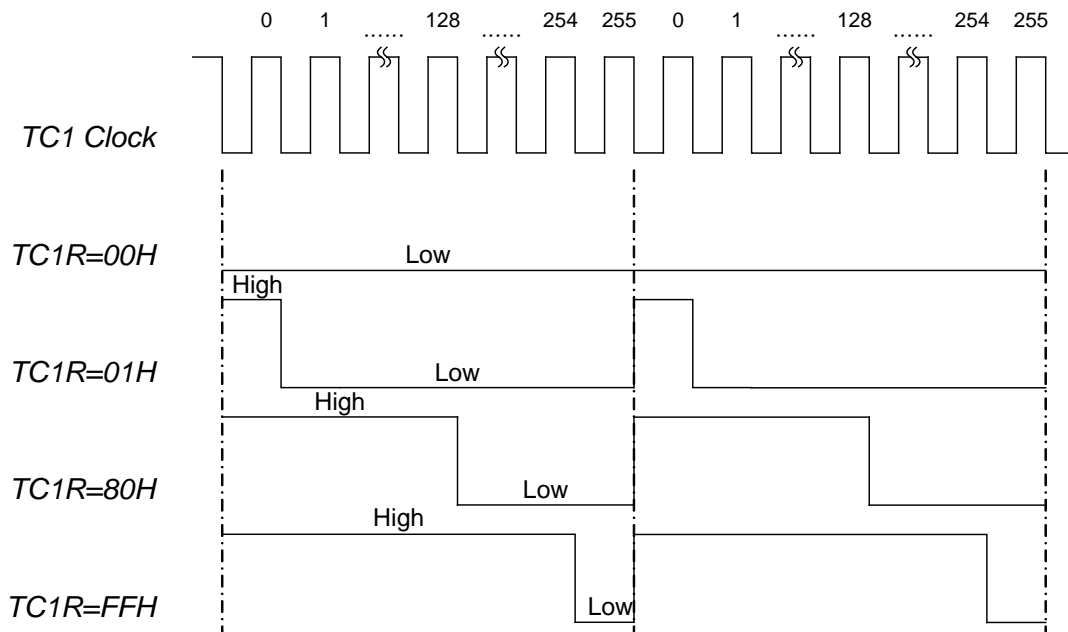 0 1 ...... 128 ...... 254 255 0 1 ...... 128 ...... 254 255
TC1 Clock
TC1R=00H
Low
High
TC1R=01H
Low
High
TC1R=80H
Low
High
TC1R=FFH
Low